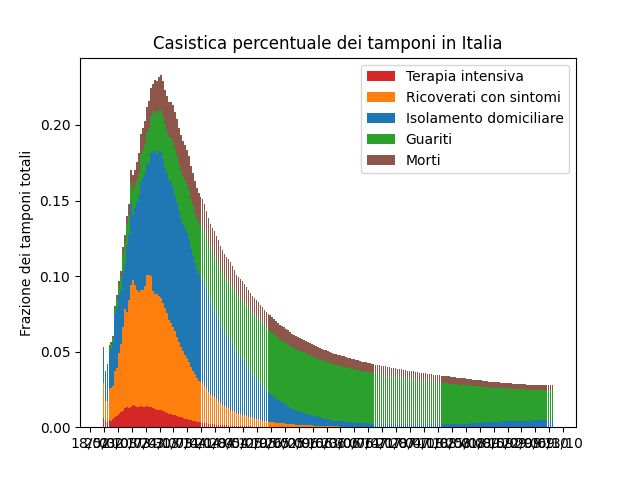 Casistica percentuale dei tamponi in Italia
Terapia intensiva
Ricoverati con sintomi
Isolamento domiciliare
Guariti
Morti
Frazione dei tamponi totali
0.20
0.15
0.10
0.05
0.00